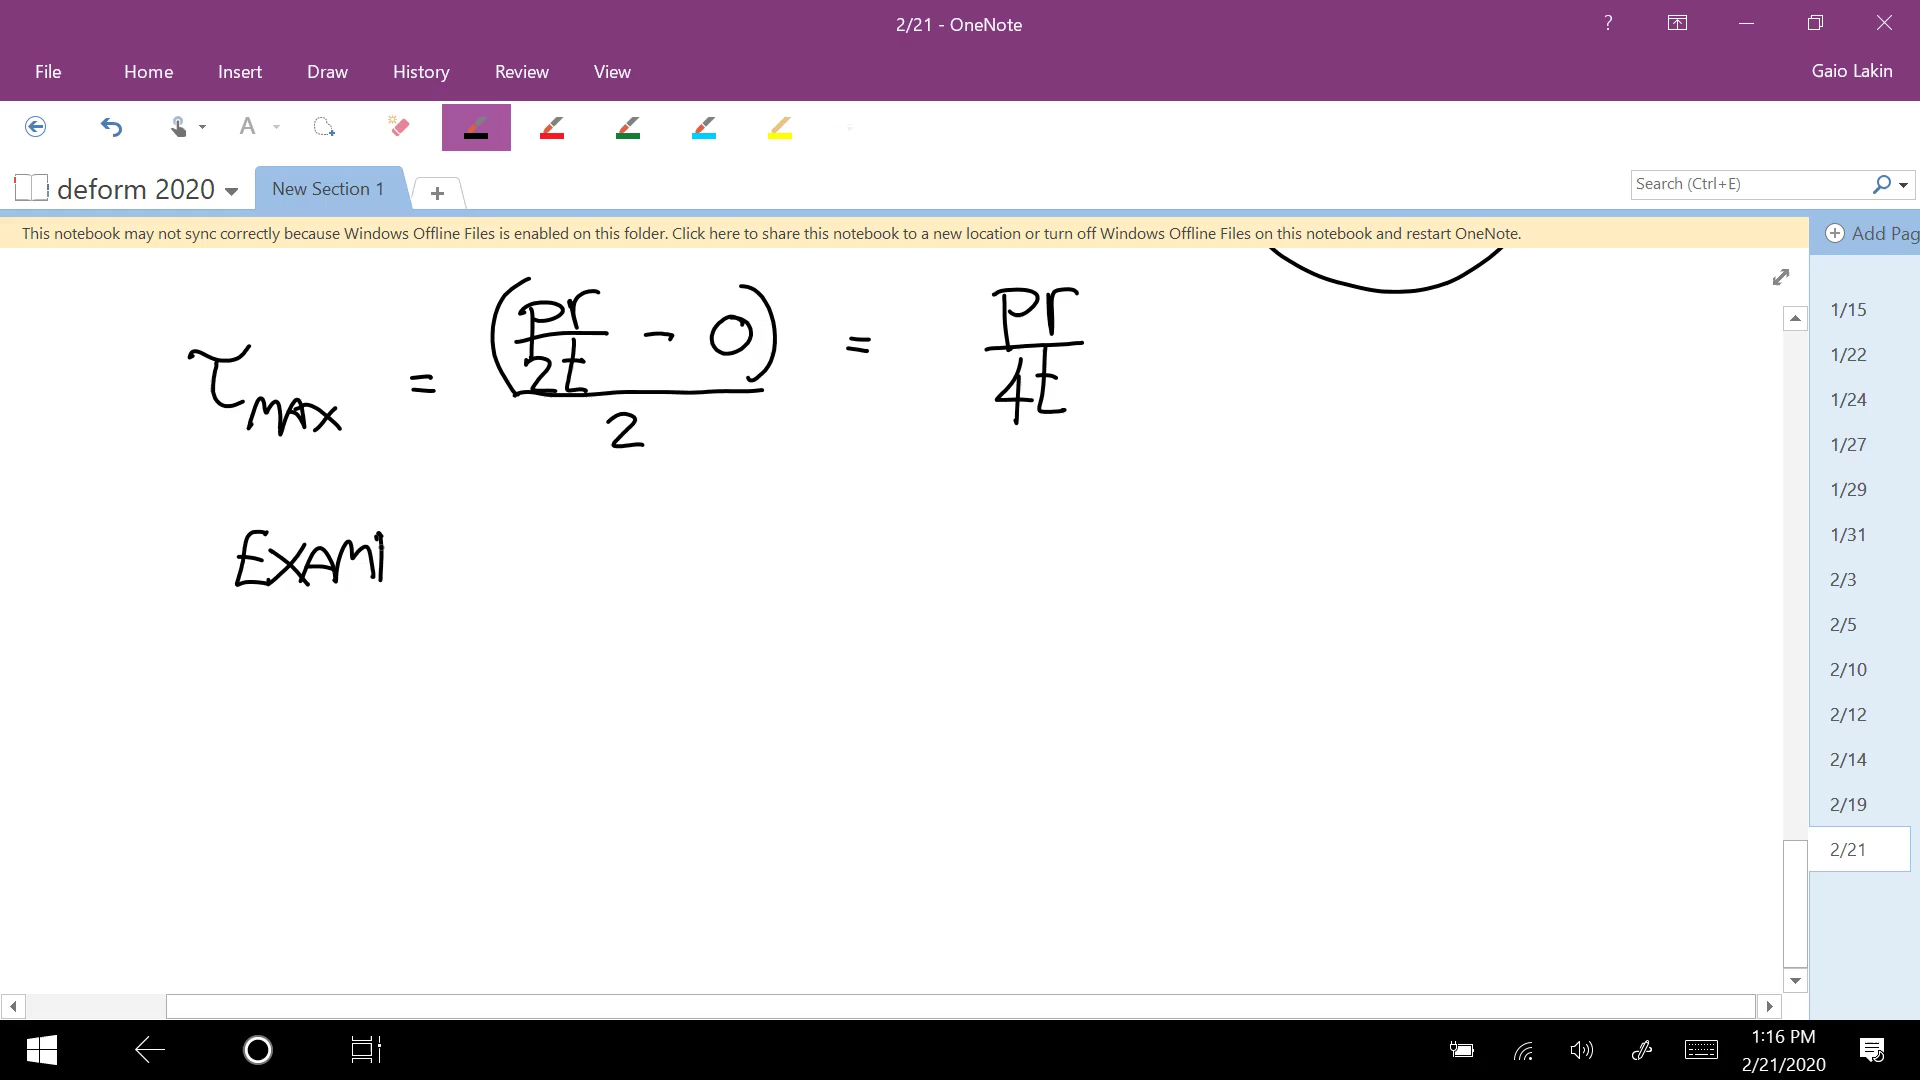 2/21 - OneNote
File Home Insert Draw History Review View
Gaio Lakin
deform 2020
New Section 1
Search (Ctrl+E)
This notebook may not sync correctly because Windows Offline Files is enabled on this folder. Click here to share this notebook to a new location or turn off Windows Offline Files on this notebook and restart OneNote.
Add Pag
τMAX = (pr/2t - 0)/2 = pr/4t
EXAMI
1/15
1/22
1/24
1/27
1/29
1/31
2/3
2/5
2/10
2/12
2/14
2/19
2/21
1:16 PM
2/21/2020